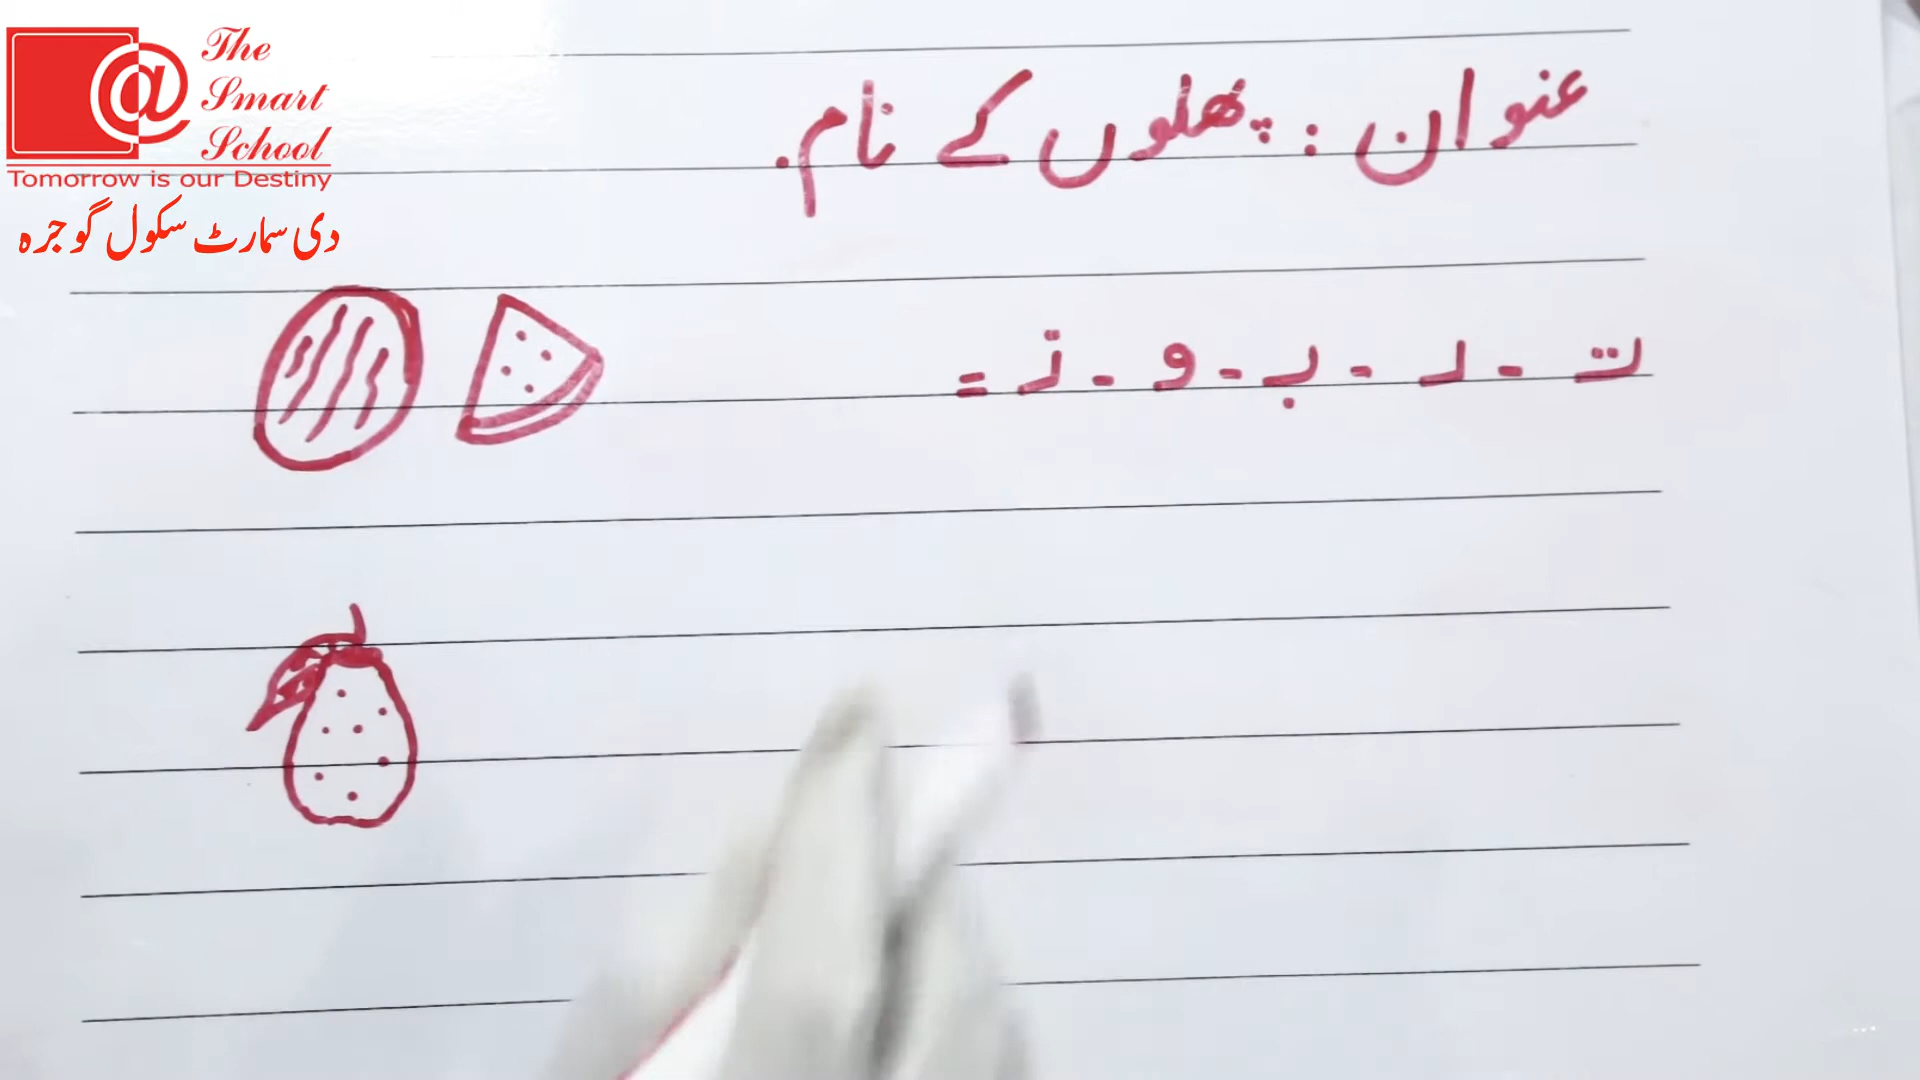 The
Smart
School
Tomorrow is our Destiny
دی سمارٹ سکول گوجرہ
عنوان : پھلوں کے نام.
ت - ر - ب - و - ز =